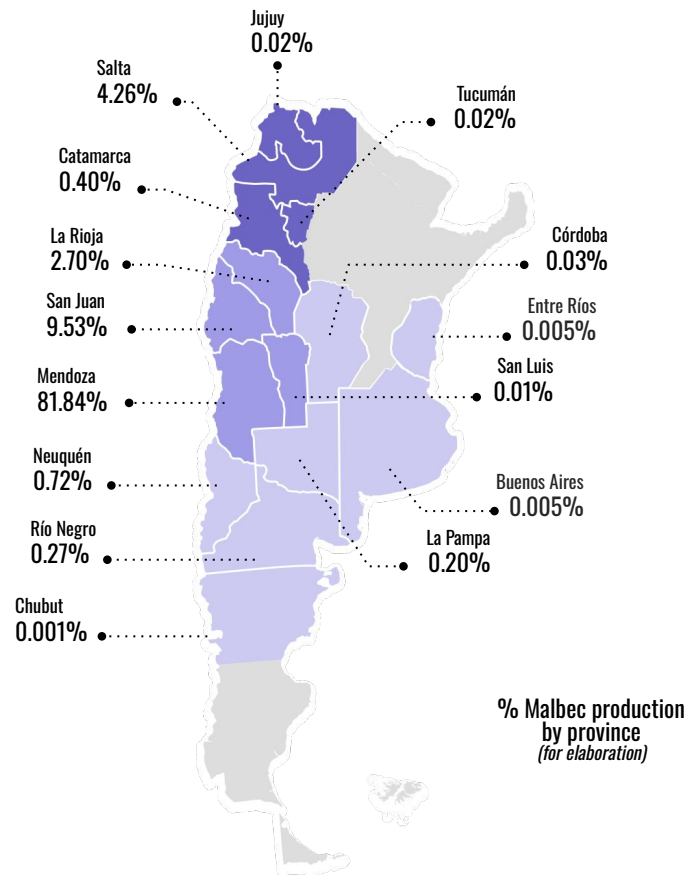 Jujuy
0.02%
Salta
4.26%
Tucumán
0.02%
Catamarca
0.40%
La Rioja
2.70%
Córdoba
0.03%
San Juan
9.53%
Entre Ríos
0.005%
Mendoza
81.84%
San Luis
0.01%
Neuquén
0.72%
Buenos Aires
0.005%
Río Negro
0.27%
La Pampa
0.20%
Chubut
0.001%
% Malbec production
by province
(for elaboration)